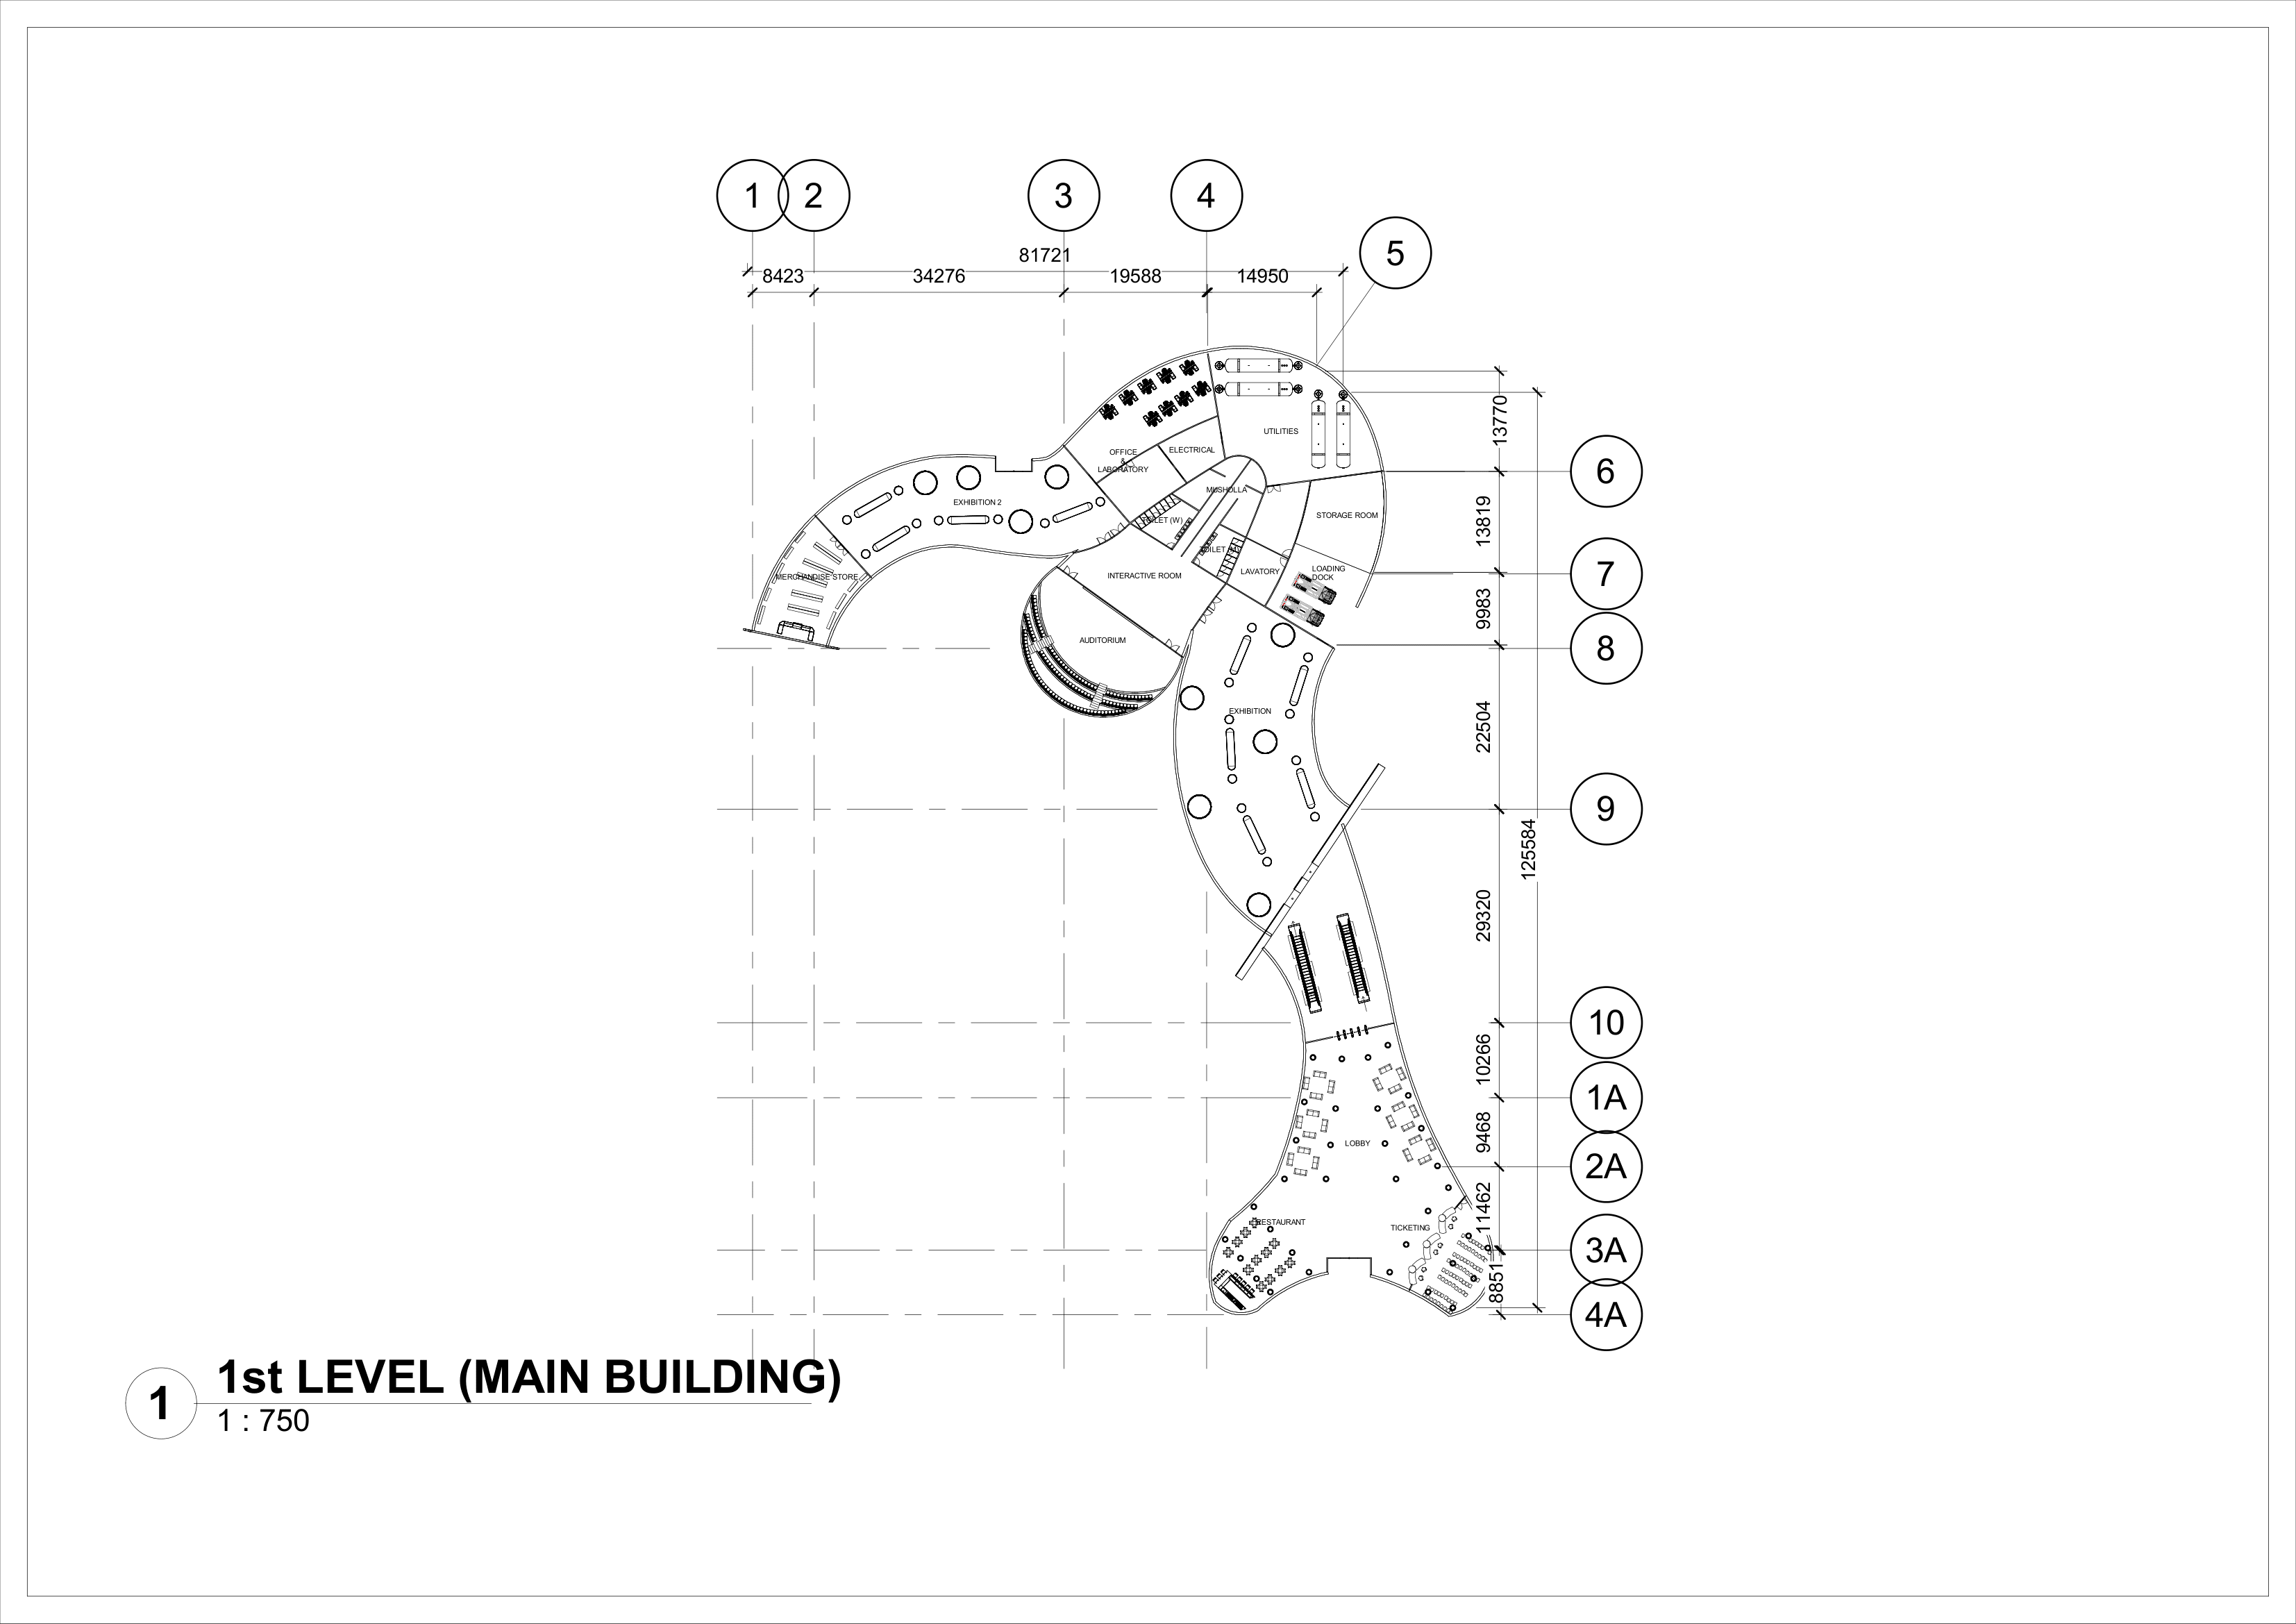 1
2
3
4
5
81721
8423
34276
19588
14950
13770
6
UTILITIES
OFFICE
&
LABORATORY
ELECTRICAL
MUSHOLLA
EXHIBITION 2
STORAGE ROOM
13819
TOILET (W)
LAVATORY
LOADING
DOCK
7
MERCHANDISE STORE
INTERACTIVE ROOM
9983
AUDITORIUM
8
EXHIBITION
22504
9
125584
29320
10
10266
1A
9468
LOBBY
2A
11462
RESTAURANT
TICKETING
3A
8851
4A
1
1st LEVEL (MAIN BUILDING)
1 : 750